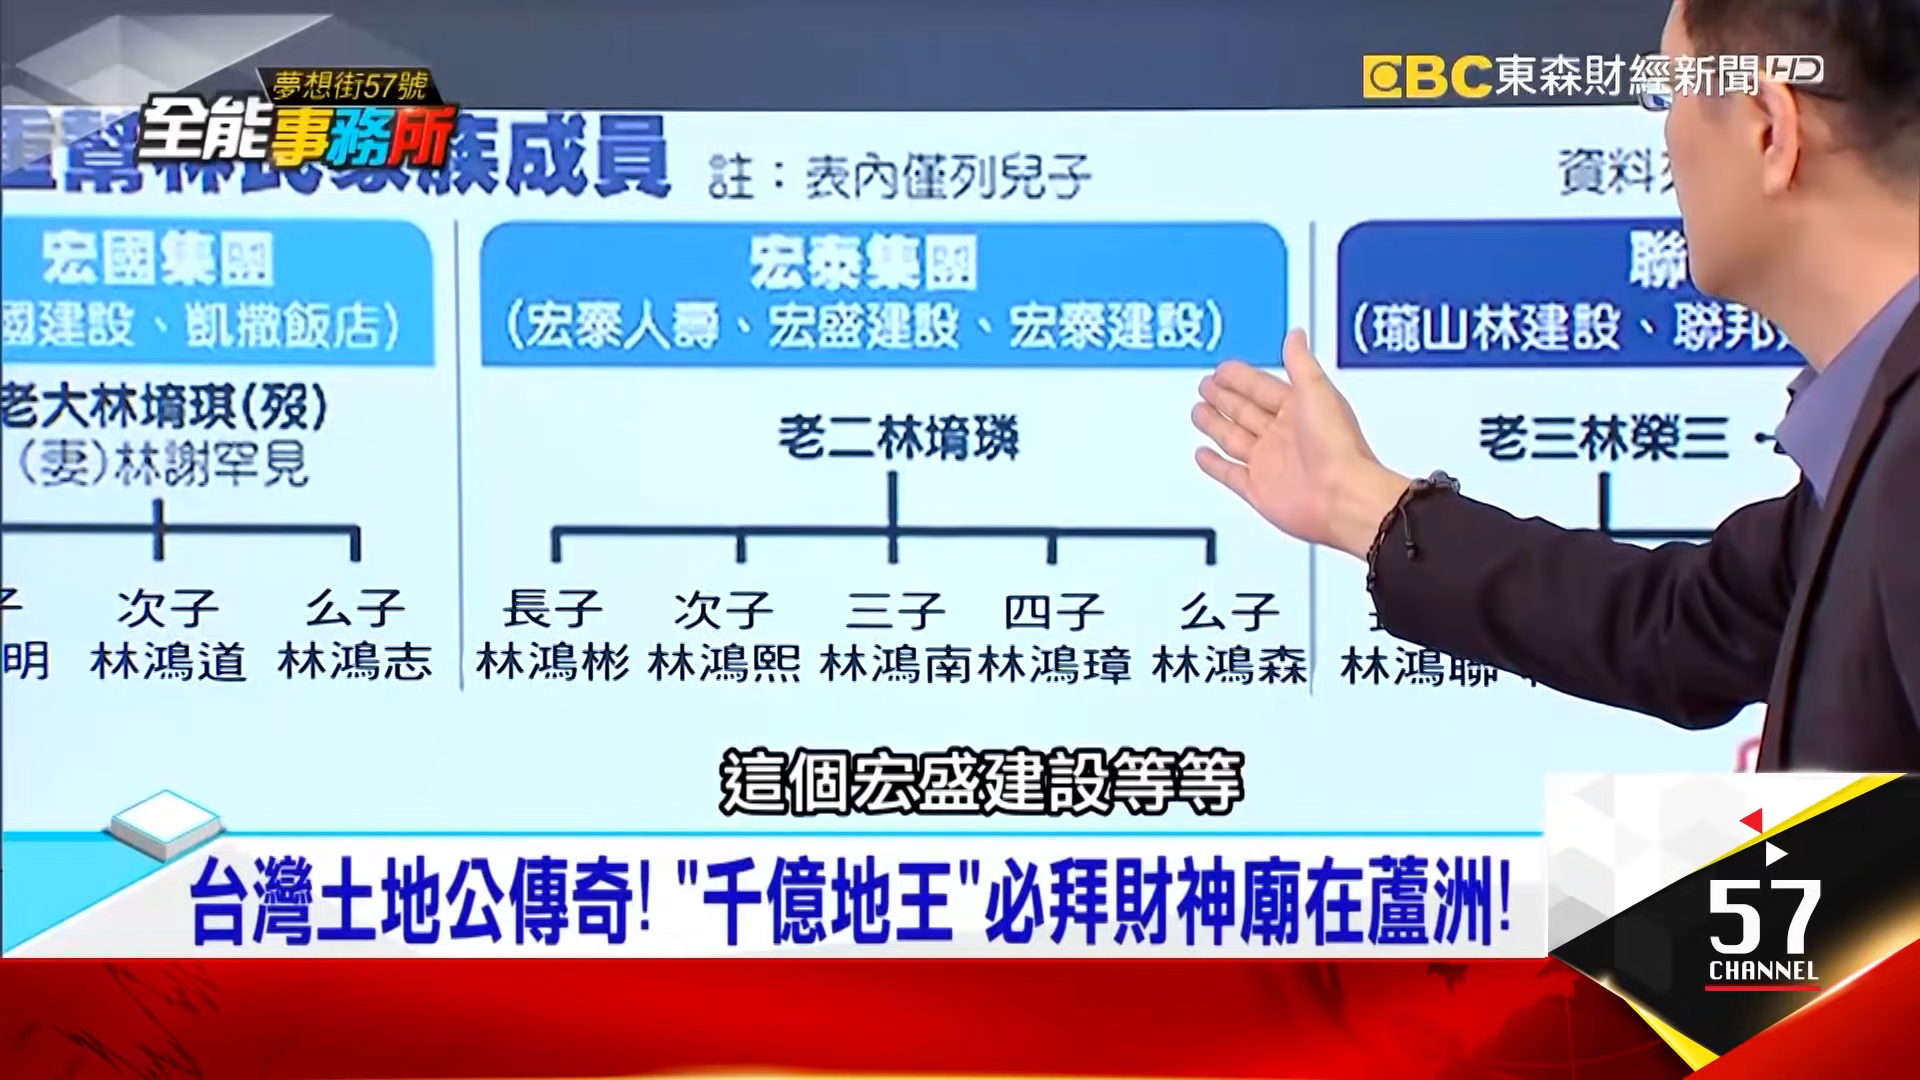 夢想街57號
全能事務所
EBC東森財經新聞HD
族成員 註：表內僅列兒子
資料
宏國集團
國建設、凱撒飯店)
老大林堉琪(歿)
(妻)林謝罕見
次子 么子
明 林鴻道 林鴻志
宏泰集團
(宏泰人壽、宏盛建設、宏泰建設)
老二林堉璘
長子 次子 三子 四子 么子
林鴻彬 林鴻熙 林鴻南 林鴻璋 林鴻森
聯
(瓏山林建設、聯邦
老三林榮三
林鴻聯
這個宏盛建設等等
台灣土地公傳奇! "千億地王"必拜財神廟在蘆洲!
57
CHANNEL